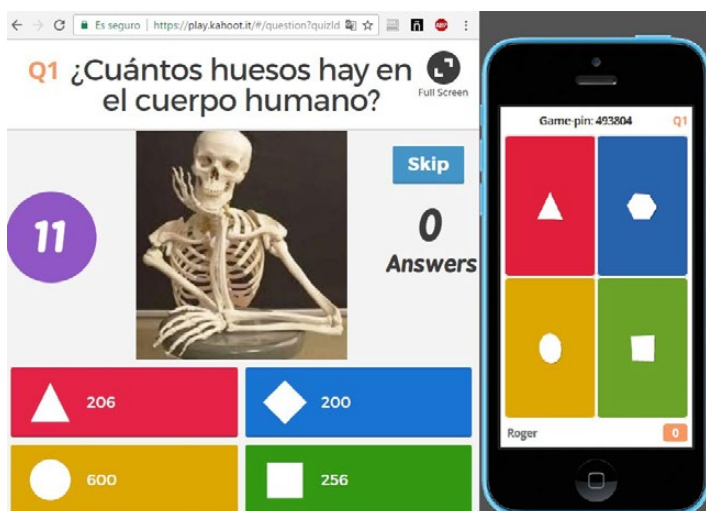 Es seguro | https://play.kahoot.it/#/question?quizId
Q1 ¿Cuántos huesos hay en
el cuerpo humano?
Full Screen
Skip
11
0
Answers
206
200
600
256
Game-pin: 493804 Q1
Roger 0